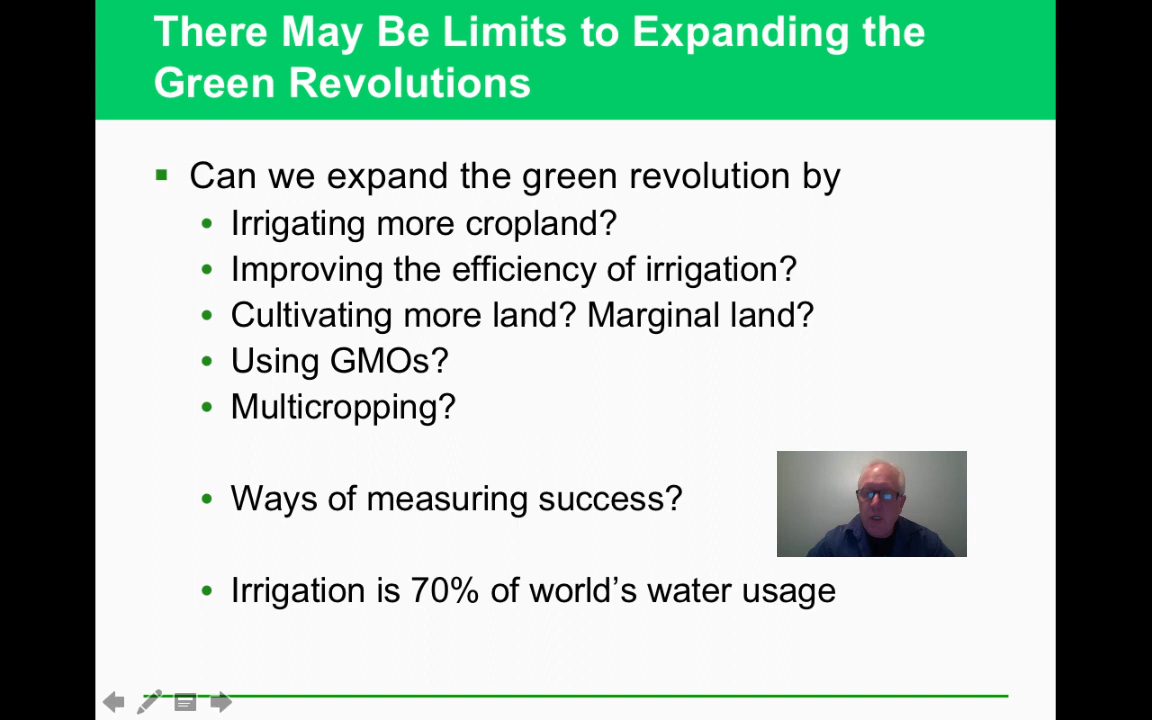 There May Be Limits to Expanding the
Green Revolutions
Can we expand the green revolution by
Irrigating more cropland?
Improving the efficiency of irrigation?
Cultivating more land? Marginal land?
Using GMOs?
Multicropping?
Ways of measuring success?
Irrigation is 70% of world’s water usage